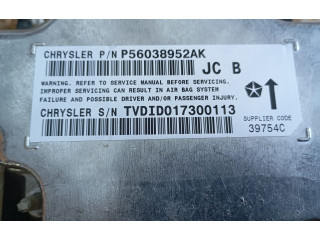 CHRYSLER P/N P56038952AK
JC B
WARNING. REFER TO SERVICE MANUAL BEFORE SERVICING.
IMPROPER SERVICING CAN RESULT IN AIR BAG SYSTEM
FAILURE AND POSSIBLE DRIVER AND/OR PASSENGER INJURY.
CHRYSLER S/N TVDID017300113
SUPPLIER CODE
39754C